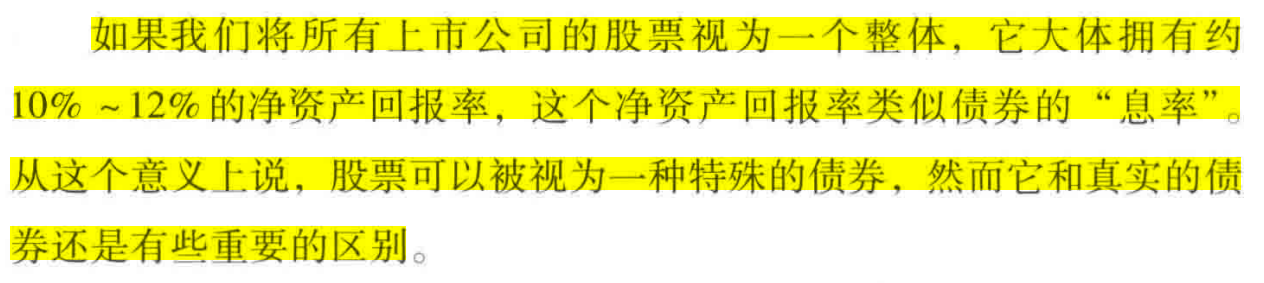 如果我们将所有上市公司的股票视为一个整体，它大体拥有约
10% ~ 12% 的净资产回报率，这个净资产回报率类似债券的“息率”。
从这个意义上说，股票可以被视为一种特殊的债券，然而它和真实的债
券还是有些重要的区别。